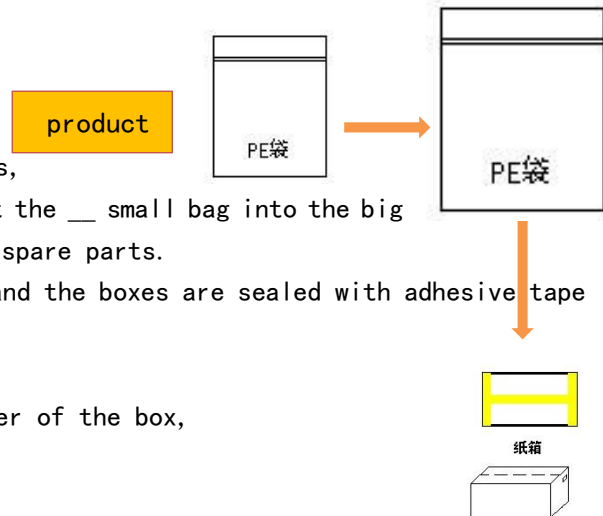 product
PE袋
PE袋
s,
the __ small bag into the big
spare parts.
and the boxes are sealed with adhesive tape
er of the box,
纸箱